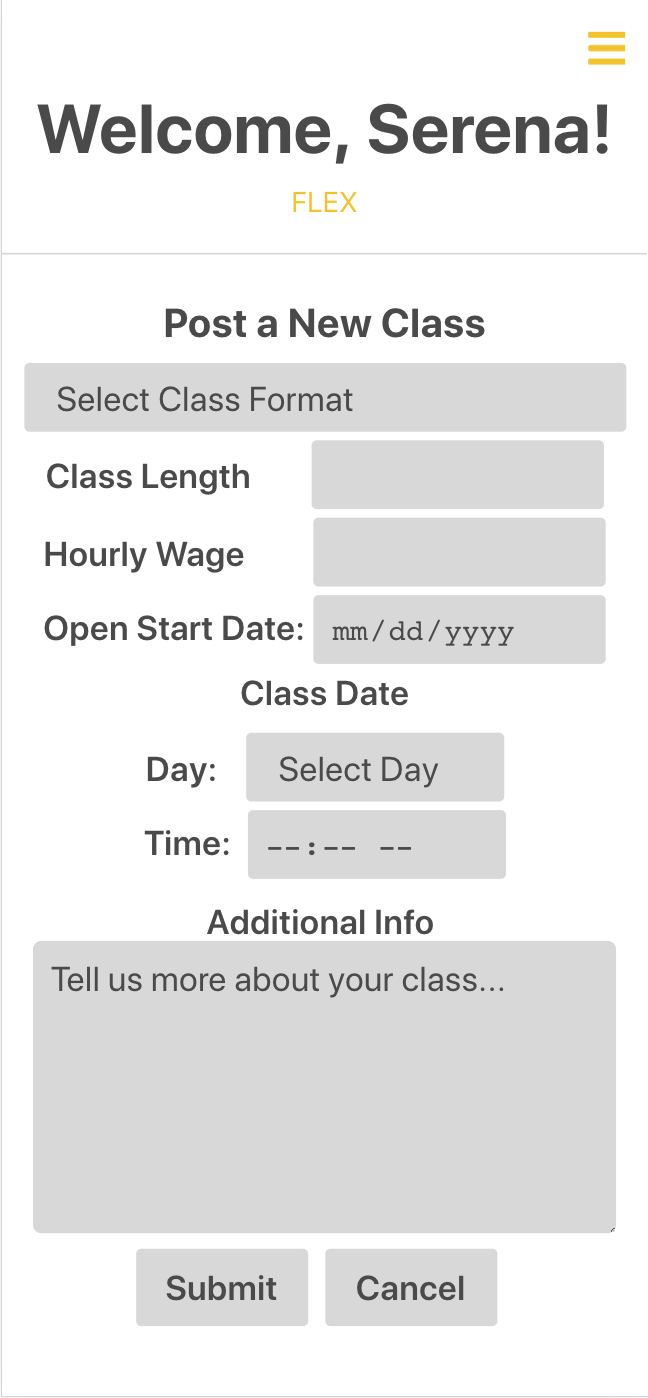 Welcome, Serena!
FLEX
Post a New Class
Select Class Format
Class Length
Hourly Wage
Open Start Date: mm/dd/yyyy
Class Date
Day: Select Day
Time: --:-- --
Additional Info
Tell us more about your class...
Submit Cancel